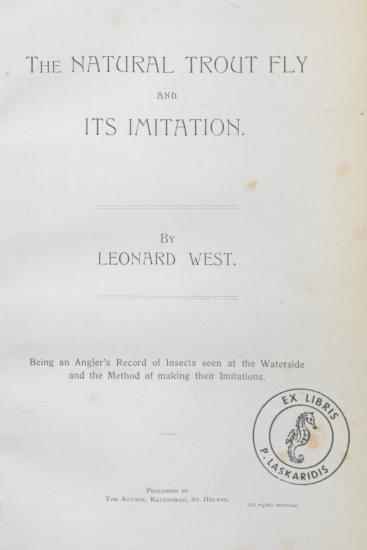 The NATURAL TROUT FLY
AND
ITS IMITATION.
By
LEONARD WEST.
Being an Angler's Record of Insects seen at the Waterside
and the Method of making their Imitations.
EX LIBRIS
P. LASKARIDIS
Published by
The Author, Ravenhead, St. Helens.
All rights reserved.